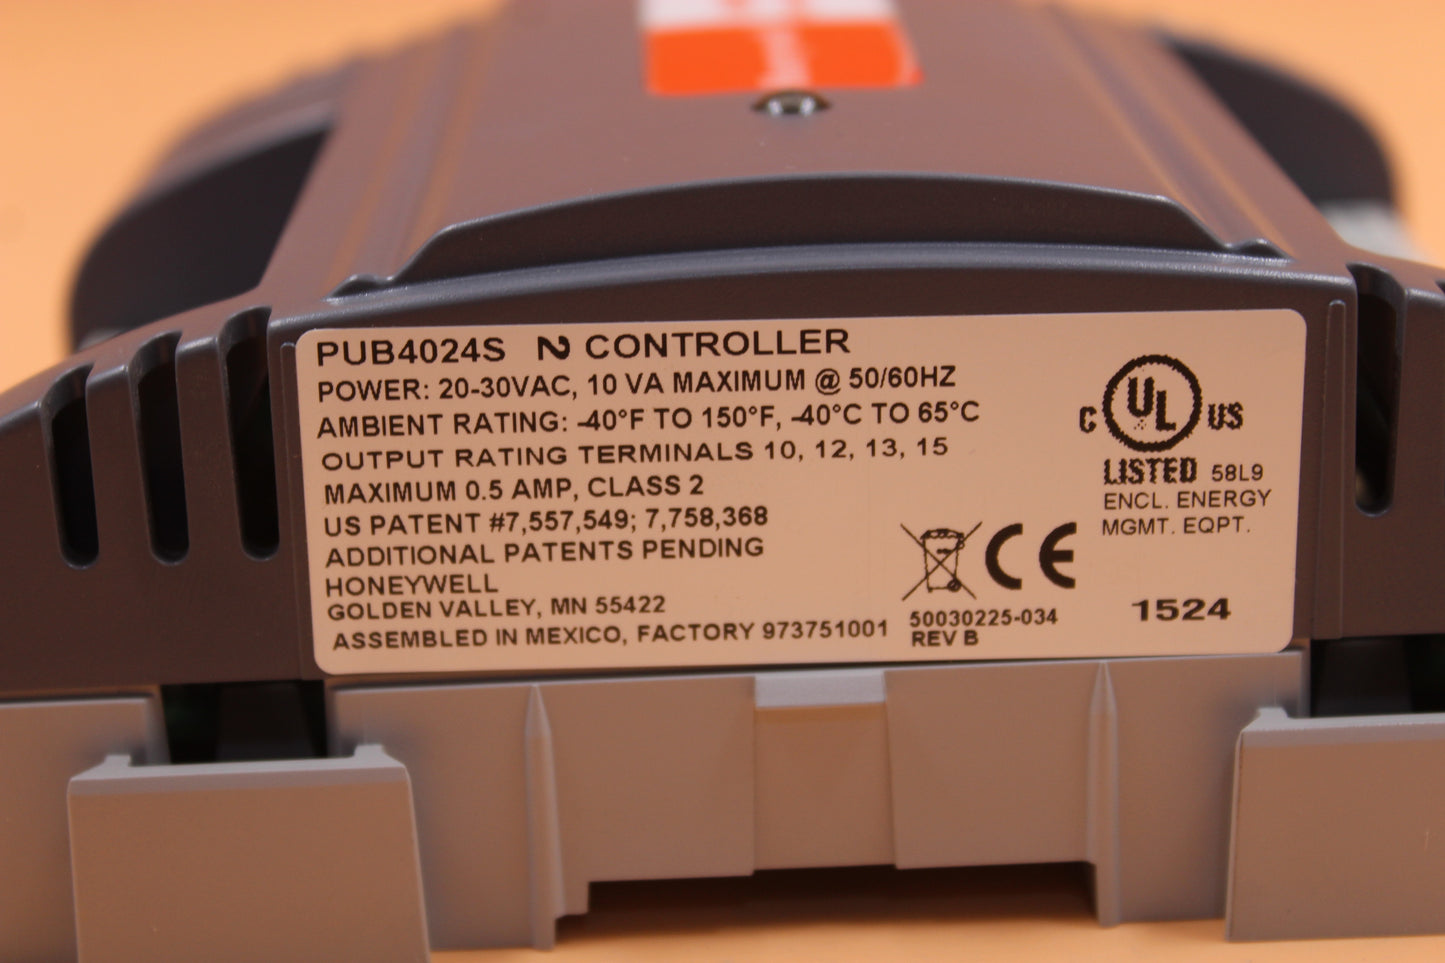 PUB4024S CONTROLLER
POWER: 20-30VAC, 10 VA MAXIMUM @ 50/60HZ
AMBIENT RATING: -40°F TO 150°F, -40°C TO 65°C
OUTPUT RATING TERMINALS 10, 12, 13, 15
MAXIMUM 0.5 AMP, CLASS 2
US PATENT #7,557,549; 7,758,368
ADDITIONAL PATENTS PENDING
HONEYWELL
GOLDEN VALLEY, MN 55422
ASSEMBLED IN MEXICO, FACTORY 973751001
C UL US
LISTED 58L9
ENCL. ENERGY
MGMT. EQPT.
CE
50030225-034
REV B
1524